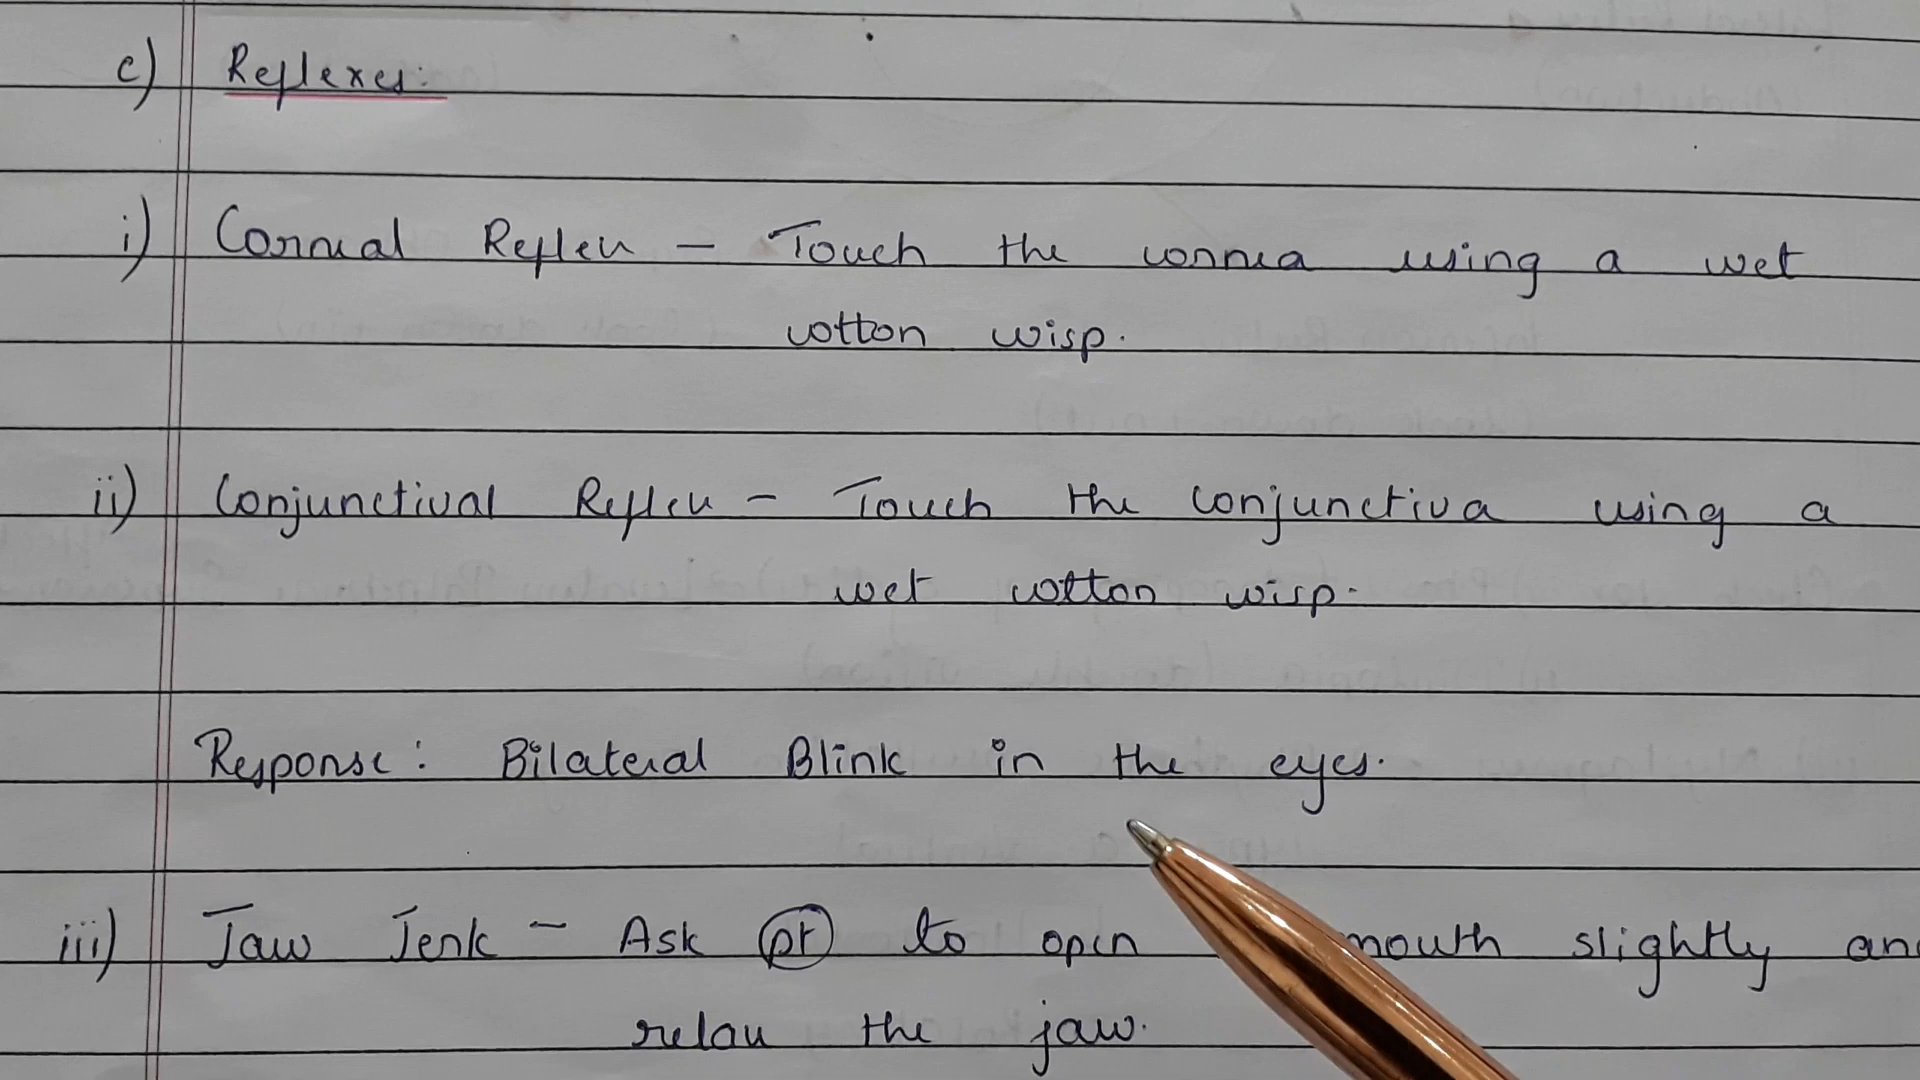 c) Reflexes:
i) Corneal Reflex - Touch the cornea using a wet
cotton wisp.
ii) Conjunctival Reflex - Touch the conjunctiva using a
wet cotton wisp.
Response: Bilateral Blink in the eyes.
iii) Jaw Jerk - Ask pt to open mouth slightly and
relax the jaw.